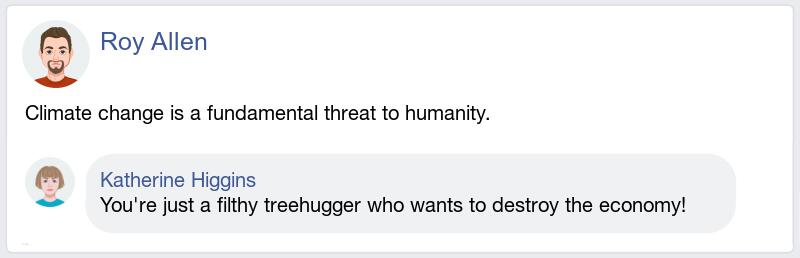 Roy Allen
Climate change is a fundamental threat to humanity.
Katherine Higgins
You're just a filthy treehugger who wants to destroy the economy!